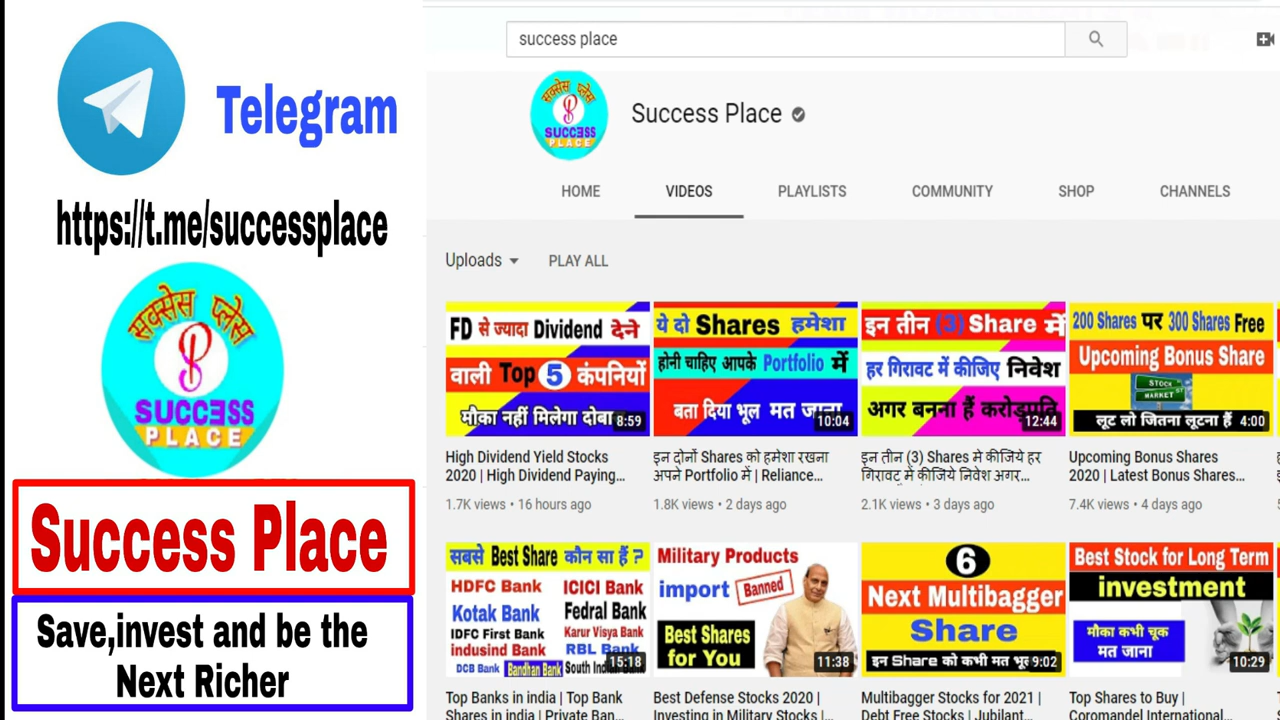 Telegram
https://t.me/successplace
सक्सेस प्लेस
SUCCESS
PLACE
Success Place
Save,invest and be the
Next Richer
success place
सक्सेस प्लेस
SUCCESS
PLACE
Success Place
HOME VIDEOS PLAYLISTS COMMUNITY SHOP CHANNELS
Uploads PLAY ALL
FD से ज्यादा Dividend देने
वाली Top 5 कंपनियों
मौका नहीं मिलेगा दोबा
8:59
High Dividend Yield Stocks
2020 | High Dividend Paying...
1.7K views • 16 hours ago
ये दो Shares हमेशा
होनी चाहिए आपके Portfolio में
बता दिया भूल मत जाना
10:04
इन दोनों Shares को हमेशा रखना
अपने Portfolio में | Reliance...
1.8K views • 2 days ago
इन तीन (3) Share में
हर गिरावट में कीजिए निवेश
अगर बनना हैं करोड़पति
12:44
इन तीन (3) Shares मे कीजिये हर
गिरावट में कीजिये निवेश अगर...
2.1K views • 3 days ago
200 Shares पर 300 Shares Free
Upcoming Bonus Share
STOCK
MARKET ST
लूट लो जितना लूटना हैं
4:00
Upcoming Bonus Shares
2020 | Latest Bonus Shares...
7.4K views • 4 days ago
सबसे Best Share कौन सा हैं ?
HDFC Bank ICICI Bank
Kotak Bank Fedral Bank
IDFC First Bank Karur Visya Bank
indusind Bank RBL Bank
DCB Bank Bandhan Bank South
15:18
Top Banks in india | Top Bank
Shares in india | Private Ban...
Military Products
import Banned
Best Shares
for You
11:38
Best Defense Stocks 2020 |
Investing in Military Stocks |
6
Next Multibagger
Share
इन Share को कभी मत भू
9:02
Multibagger Stocks for 2021 |
Debt Free Stocks | Jubilant...
Best Stock for Long Term
investment
मौका कभी चूक
मत जाना
10:29
Top Shares to Buy |
Coromandel International...